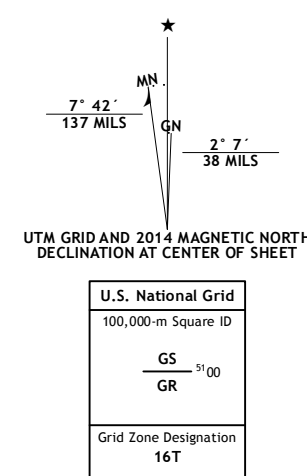 MN
GN
7° 42´
137 MILS
2° 7´
38 MILS
UTM GRID AND 2014 MAGNETIC NORTH
DECLINATION AT CENTER OF SHEET
U.S. National Grid
100,000-m Square ID
GS
5100
GR
Grid Zone Designation
16T